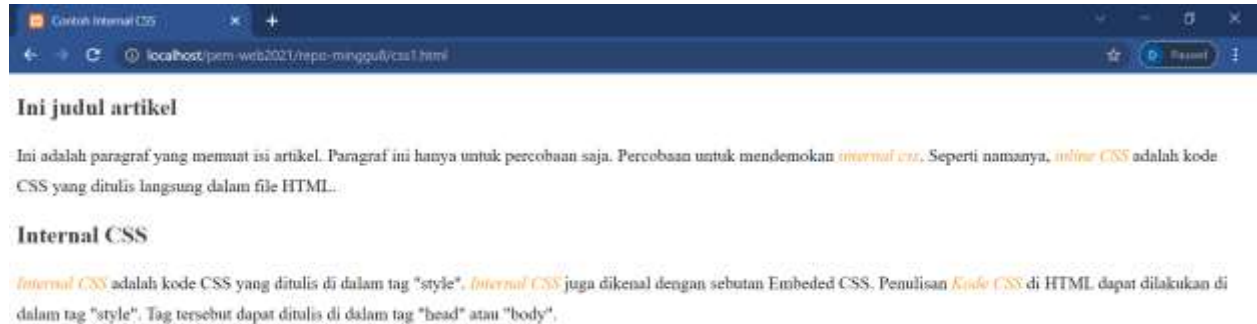 Contoh Internal CSS
localhost/pem-web2021/repo-minggu8/css1.html
Paused
Ini judul artikel
Ini adalah paragraf yang memuat isi artikel. Paragraf ini hanya untuk percobaan saja. Percobaan untuk mendemokan internal css. Seperti namanya, inline CSS adalah kode
CSS yang ditulis langsung dalam file HTML.
Internal CSS
Internal CSS adalah kode CSS yang ditulis di dalam tag "style". Internal CSS juga dikenal dengan sebutan Embeded CSS. Penulisan Kode CSS di HTML dapat dilakukan di
dalam tag "style". Tag tersebut dapat ditulis di dalam tag "head" atau "body".